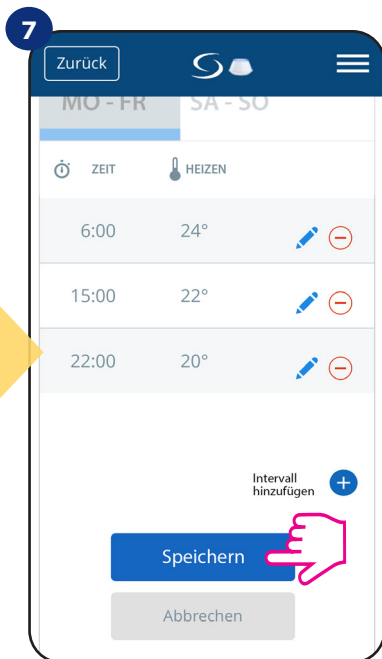 7
Zurück
MO - FR SA - SO
ZEIT HEIZEN
6:00 24°
15:00 22°
22:00 20°
Intervall
hinzufügen
Speichern
Abbrechen